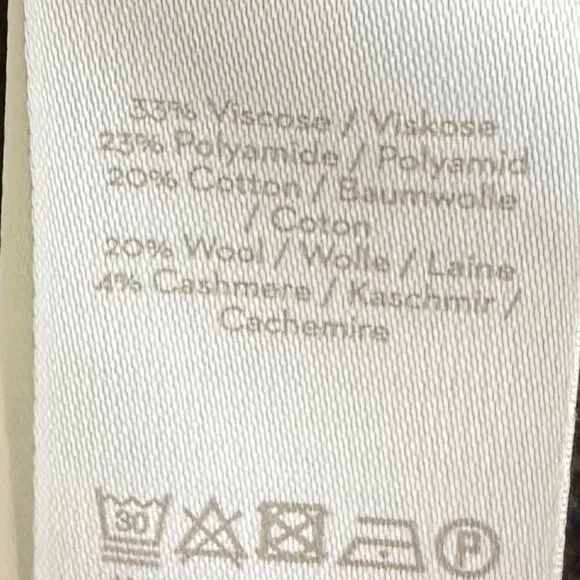 33% Viscose / Viskose
23% Polyamide / Polyamid
20% Cotton / Baumwolle
/ Coton
20% Wool / Wolle / Laine
4% Cashmere / Kaschmir /
Cachemire
30 P